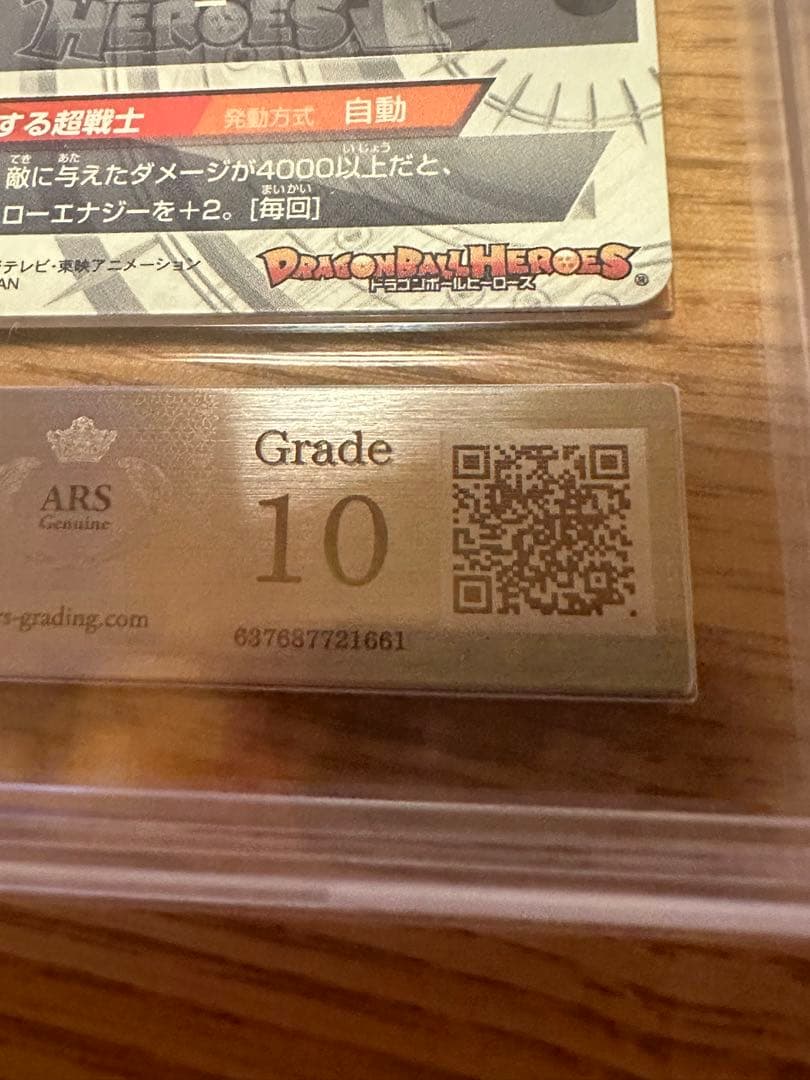 HEROES
する超戦士 発動方式 自動
てき あた いじょう
敵に与えたダメージが4000以上だと、
まいかい
ローエナジーを+2。[毎回]
テレビ・東映アニメーション
AN
DRAGONBALL HEROES
ドラゴンボールヒーローズ
Grade
ARS
Genuine
10
rs-grading.com
637687721661